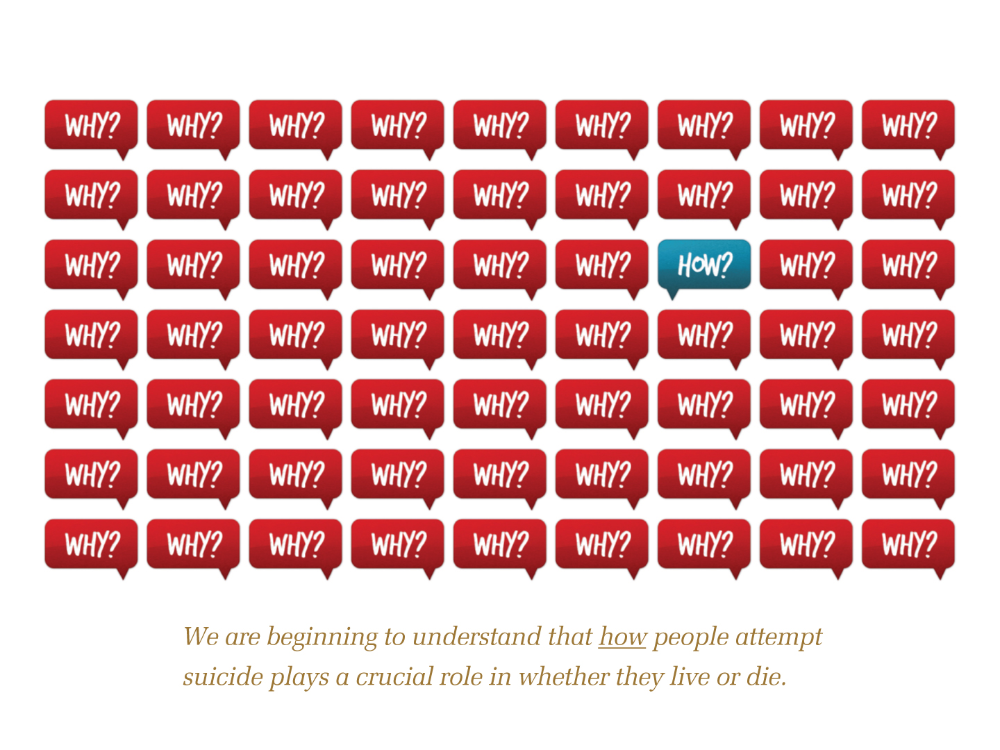 WHY? WHY? WHY? WHY? WHY? WHY? WHY? WHY? WHY?
WHY? WHY? WHY? WHY? WHY? WHY? WHY? WHY? WHY?
WHY? WHY? WHY? WHY? WHY? WHY? HOW? WHY? WHY?
WHY? WHY? WHY? WHY? WHY? WHY? WHY? WHY? WHY?
WHY? WHY? WHY? WHY? WHY? WHY? WHY? WHY? WHY?
WHY? WHY? WHY? WHY? WHY? WHY? WHY? WHY? WHY?
WHY? WHY? WHY? WHY? WHY? WHY? WHY? WHY? WHY?
We are beginning to understand that how people attempt
suicide plays a crucial role in whether they live or die.